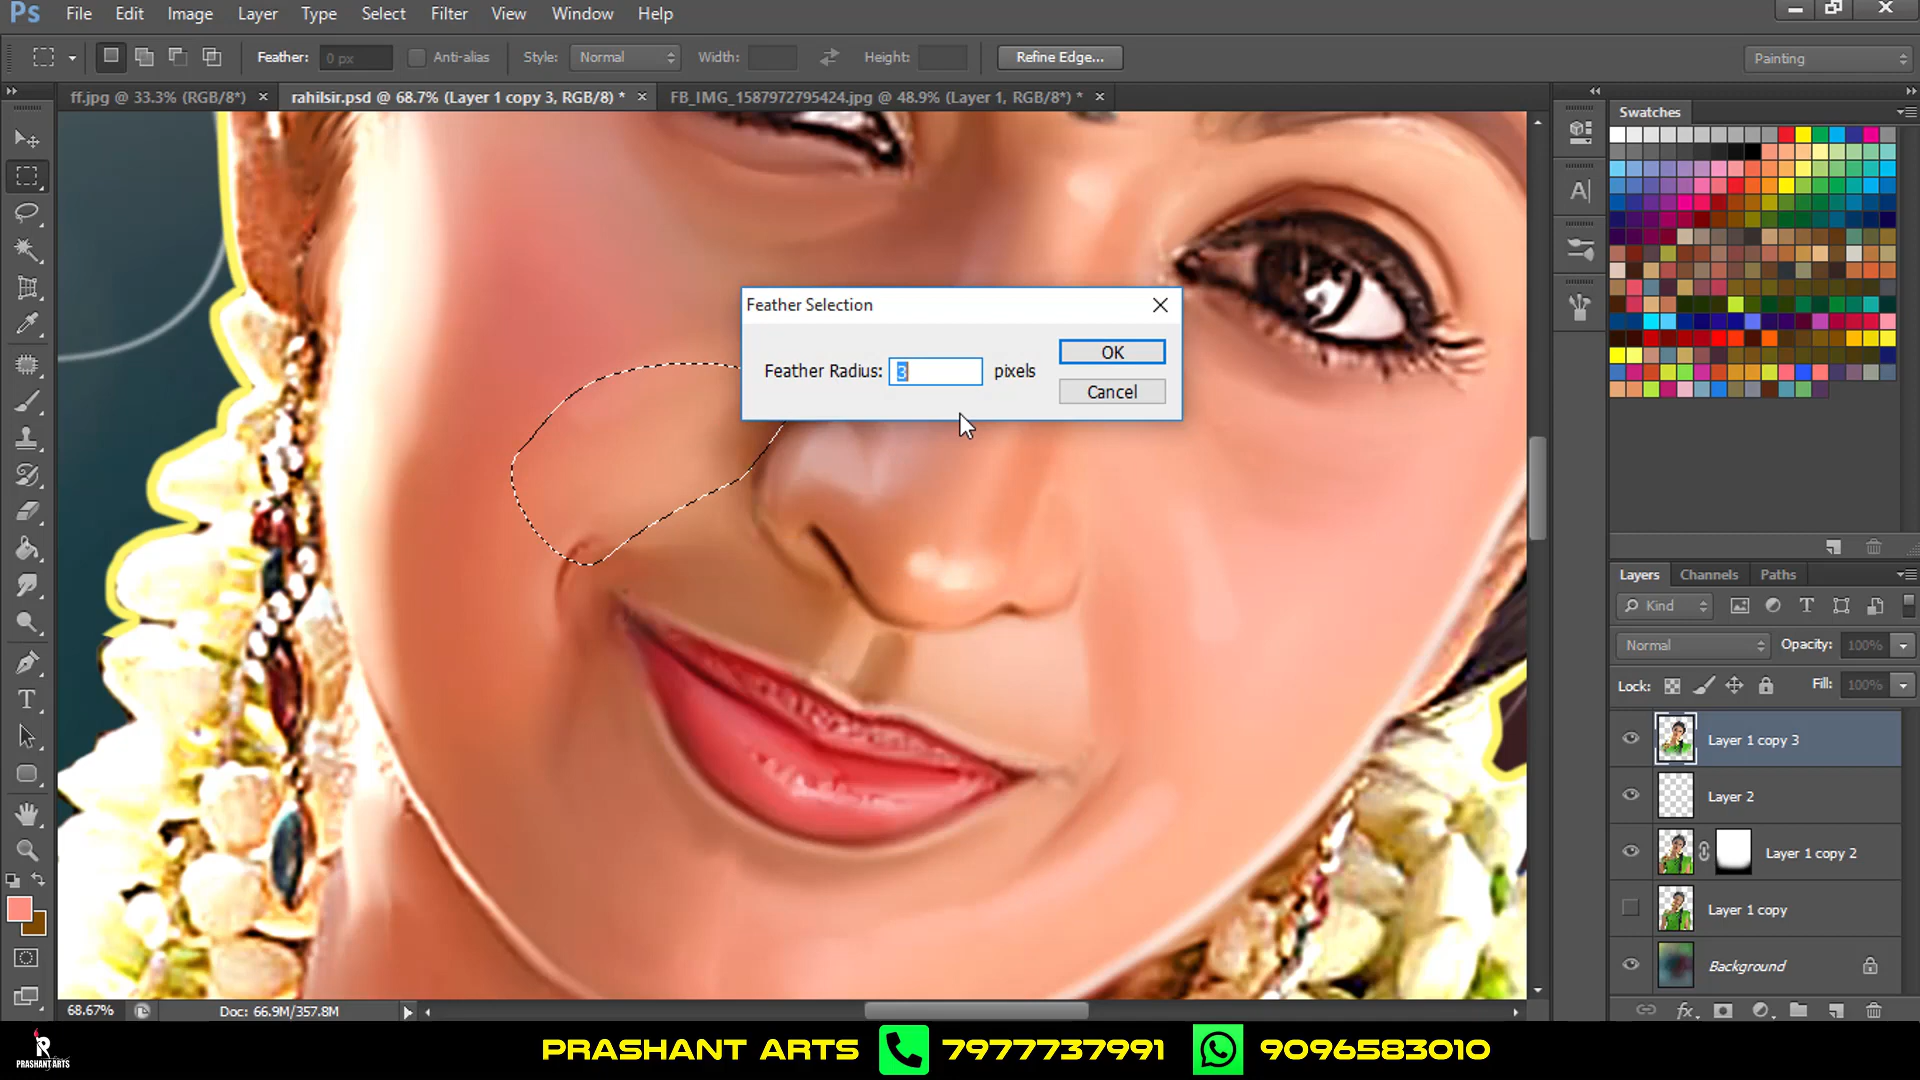 Ps File Edit Image Layer Type Select Filter View Window Help
Feather: 0 px Anti-alias Style: Normal Width: Height: Refine Edge... Painting
ff.jpg @ 33.3% (RGB/8*) × rahilsir.psd @ 68.7% (Layer 1 copy 3, RGB/8) * × FB_IMG_1587972795424.jpg @ 48.9% (Layer 1, RGB/8*) * ×
Swatches
Feather Selection
Feather Radius: 3 pixels
OK
Cancel
Layers Channels Paths
Kind
Normal Opacity: 100%
Lock: Fill: 100%
Layer 1 copy 3
Layer 2
Layer 1 copy 2
Layer 1 copy
Background
68.67% Doc: 66.9M/357.8M
PRASHANT ARTS
PRASHANT ARTS 7977737991 9096583010